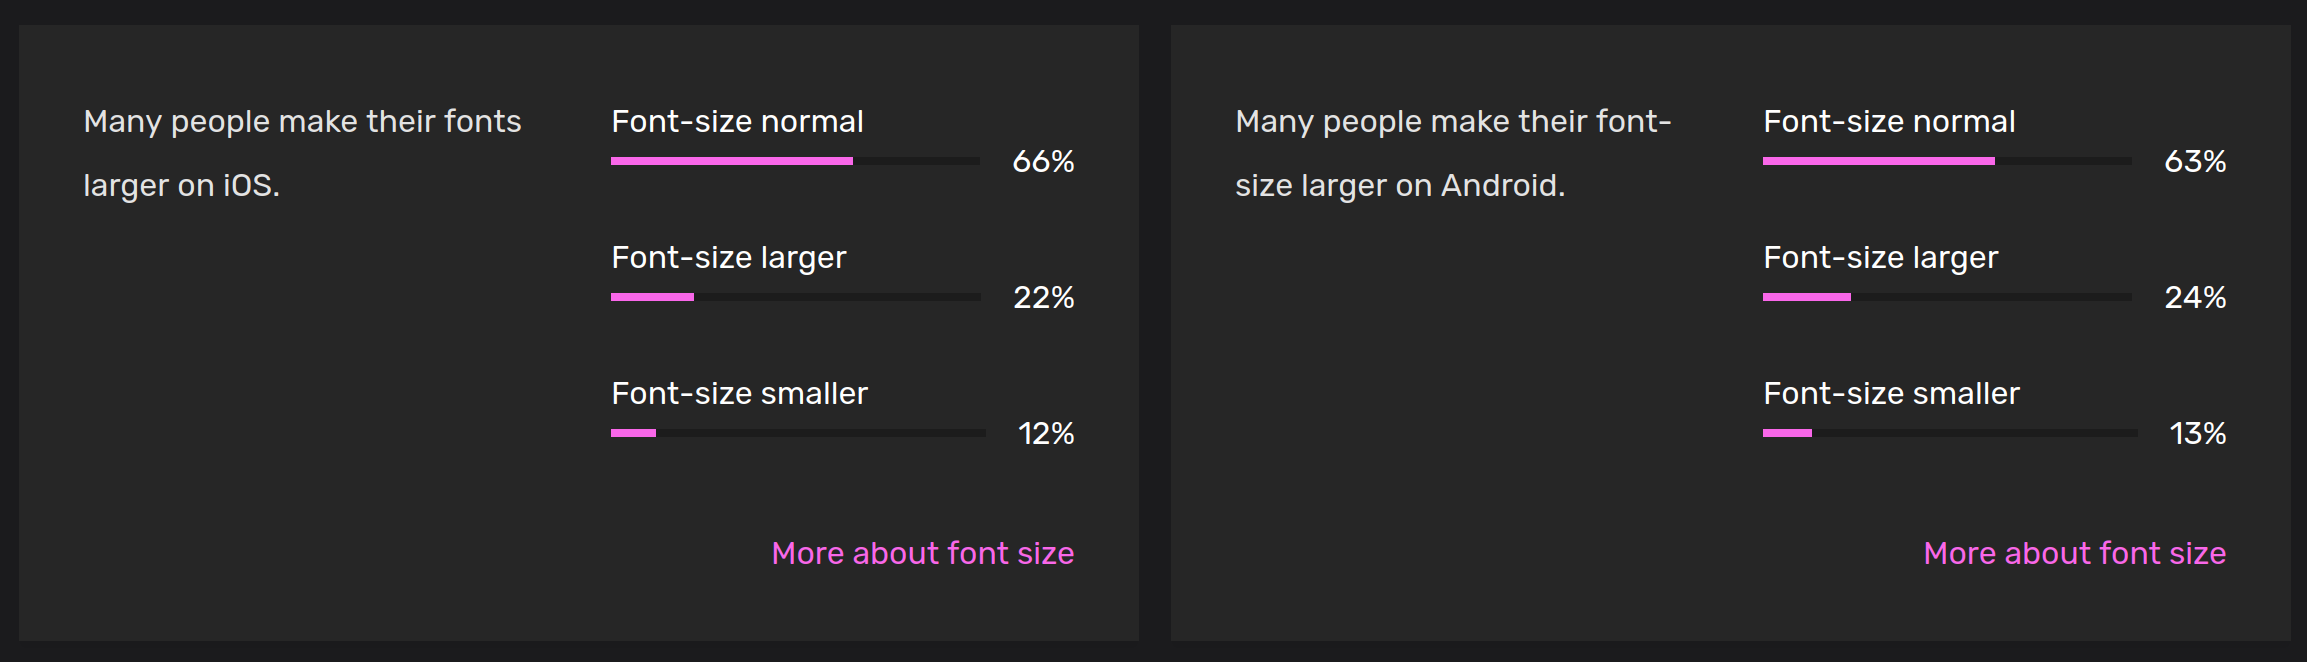 Many people make their fonts
larger on iOS.
Font-size normal
66%
Font-size larger
22%
Font-size smaller
12%
More about font size
Many people make their font-
size larger on Android.
Font-size normal
63%
Font-size larger
24%
Font-size smaller
13%
More about font size